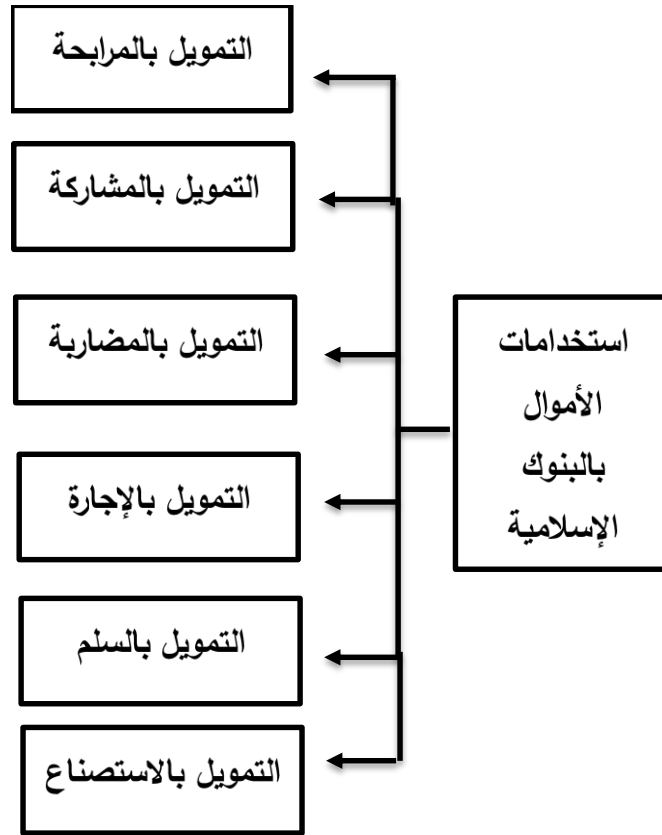 استخدامات
الأموال
بالبنوك
الإسلامية
التمويل بالمرابحة
التمويل بالمشاركة
التمويل بالمضاربة
التمويل بالإجارة
التمويل بالسلم
التمويل بالاستصناع